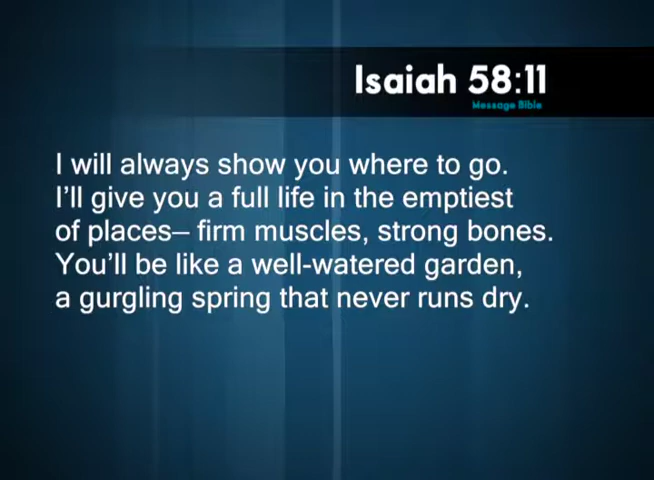 Isaiah 58:11
Message Bible
I will always show you where to go.
I'll give you a full life in the emptiest
of places— firm muscles, strong bones.
You'll be like a well-watered garden,
a gurgling spring that never runs dry.